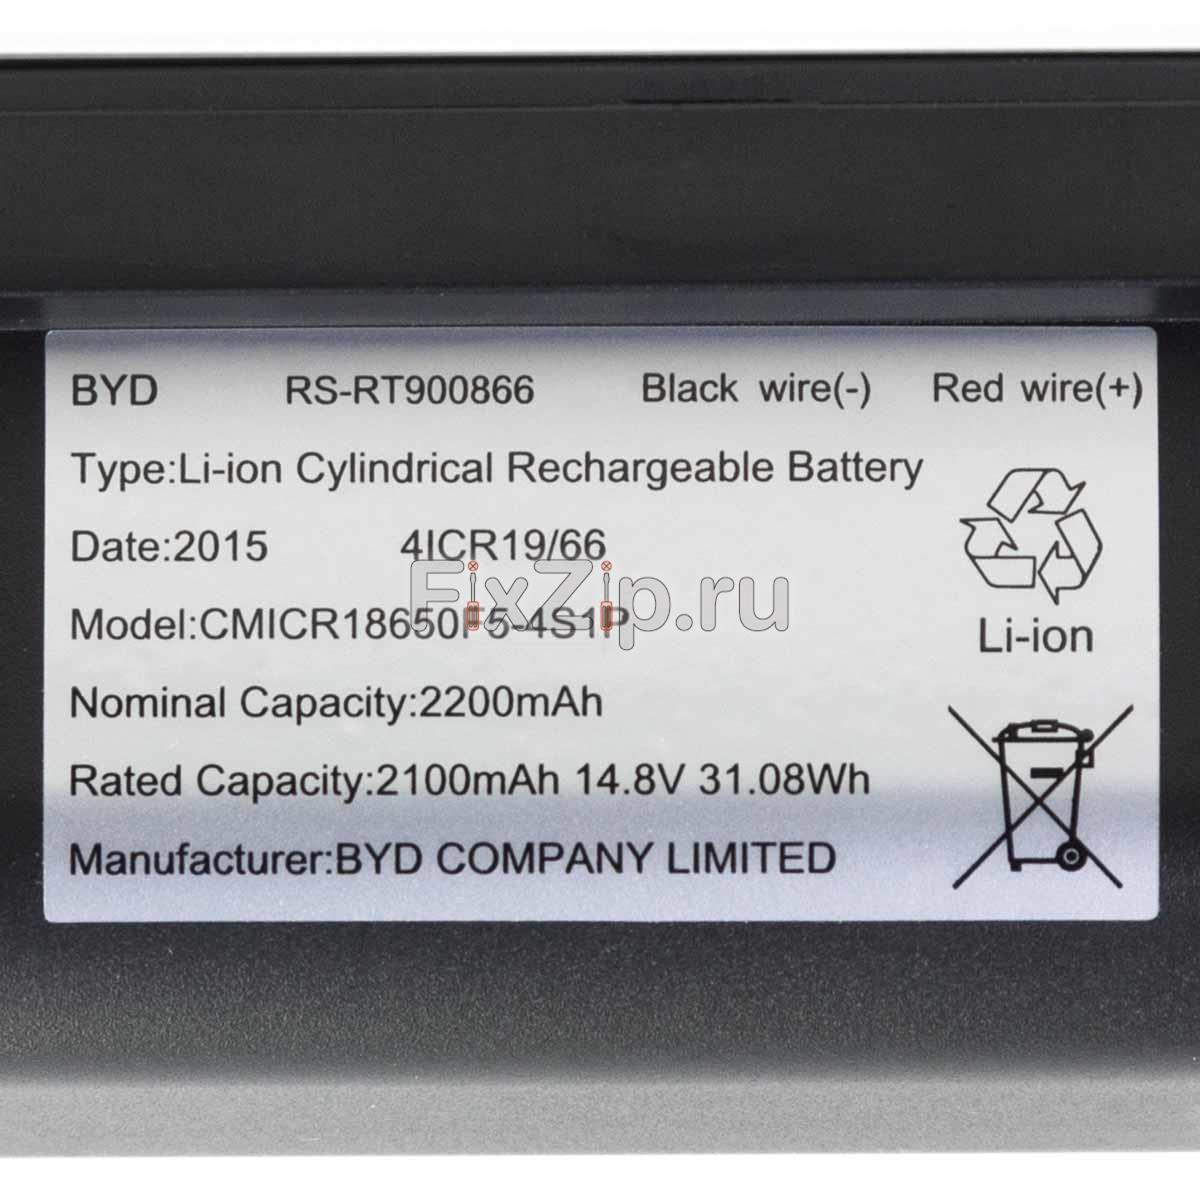 BYD RS-RT900866 Black wire(-) Red wire(+)
Type:Li-ion Cylindrical Rechargeable Battery
Date:2015 4ICR19/66
FixZip.ru
Model:CMICR18650F5-4S1P
Li-ion
Nominal Capacity:2200mAh
Rated Capacity:2100mAh 14.8V 31.08Wh
Manufacturer:BYD COMPANY LIMITED